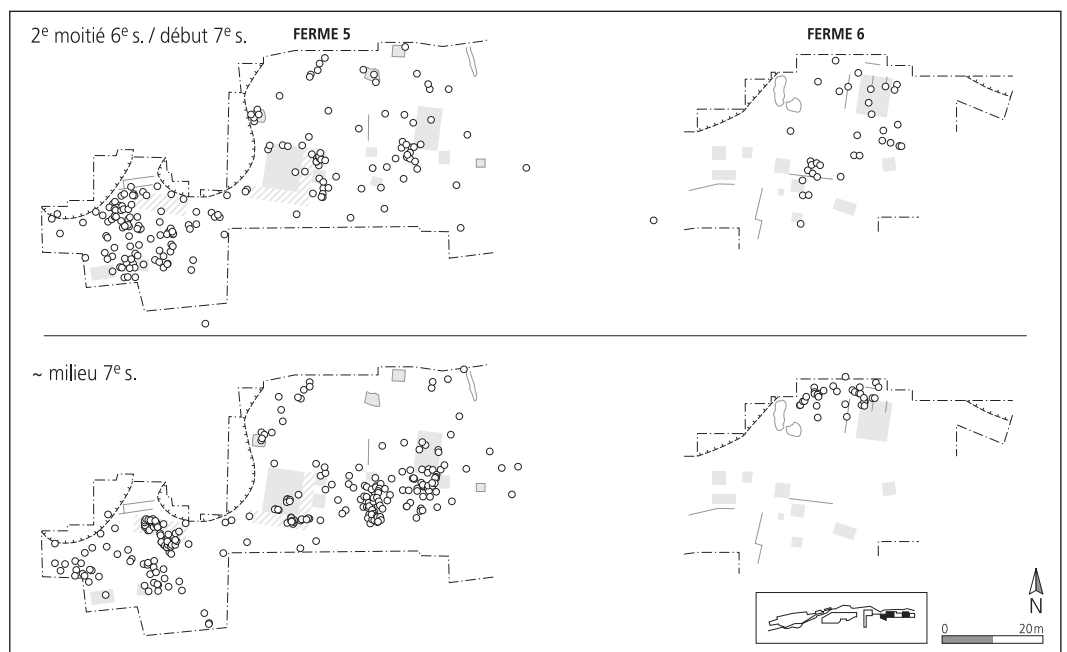 2e moitié 6e s. / début 7e s.
FERME 5
FERME 6
~ milieu 7e s.
N
0 20 m